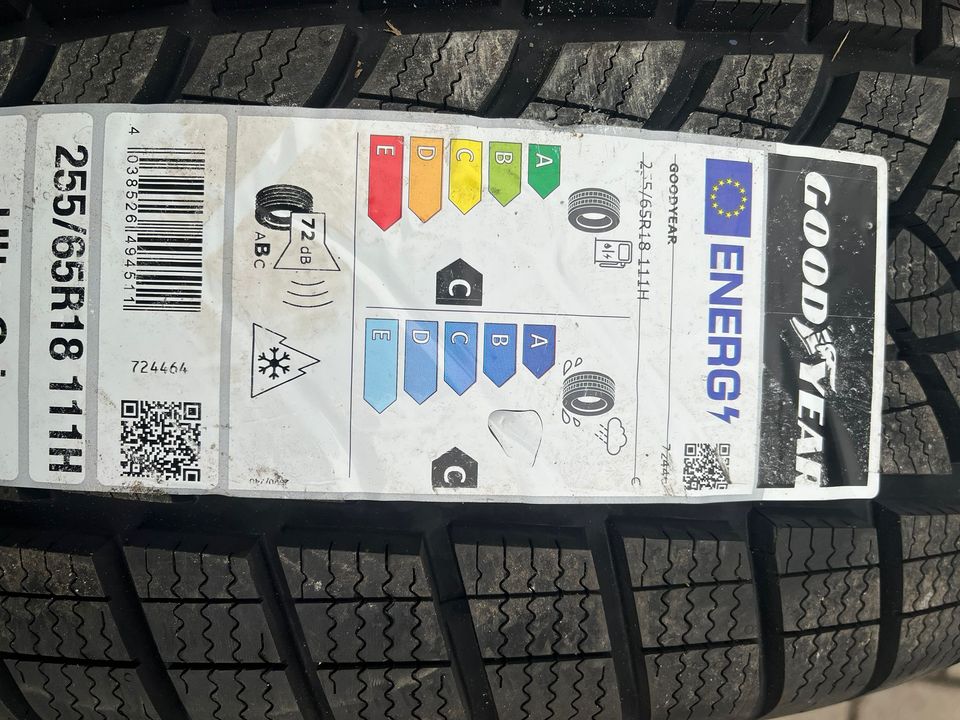 GOODYEAR
ENERG
GOODYEAR
255/65R18 111H
A
B
C
D
E
C
A
B
C
D
E
C
72 dB
ABC
4 038526 494511
724464
255/65R18 111H